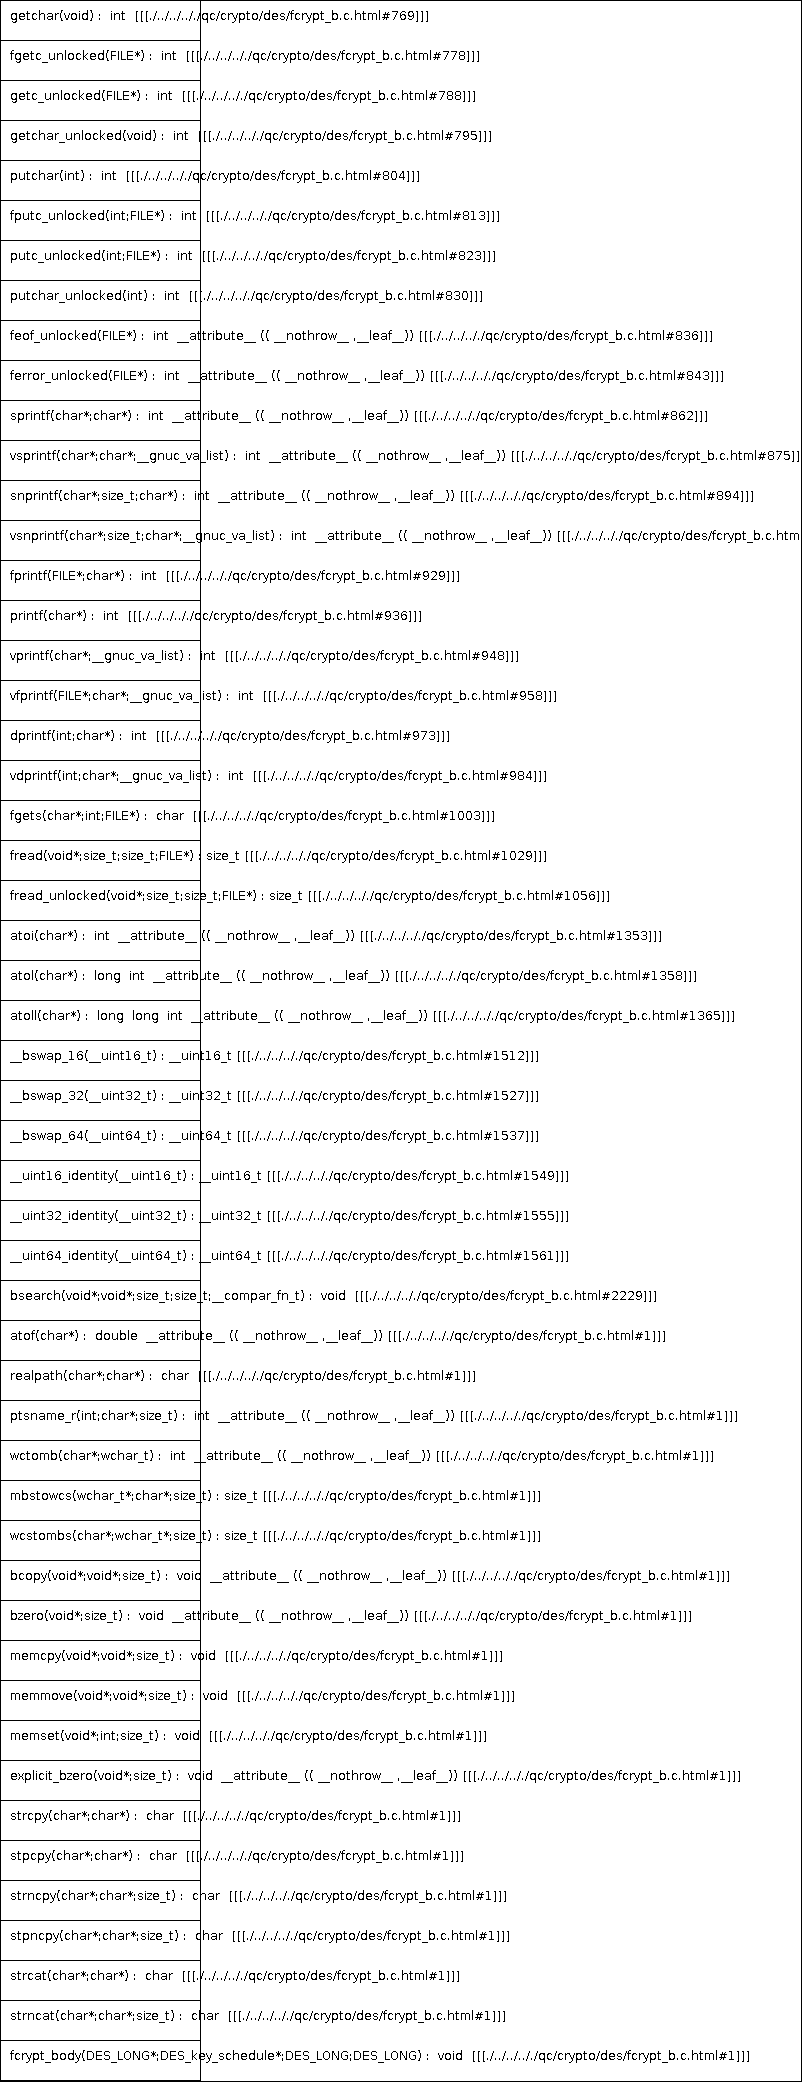 getchar(void) : int [[[./../../../../qc/crypto/des/fcrypt_b.c.html#769]]]
fgetc_unlocked(FILE*) : int [[[./../../../../qc/crypto/des/fcrypt_b.c.html#778]]]
getc_unlocked(FILE*) : int [[[./../../../../qc/crypto/des/fcrypt_b.c.html#788]]]
getchar_unlocked(void) : int [[[./../../../../qc/crypto/des/fcrypt_b.c.html#795]]]
putchar(int) : int [[[./../../../../qc/crypto/des/fcrypt_b.c.html#804]]]
fputc_unlocked(int;FILE*) : int [[[./../../../../qc/crypto/des/fcrypt_b.c.html#813]]]
putc_unlocked(int;FILE*) : int [[[./../../../../qc/crypto/des/fcrypt_b.c.html#823]]]
putchar_unlocked(int) : int [[[./../../../../qc/crypto/des/fcrypt_b.c.html#830]]]
feof_unlocked(FILE*) : int __attribute__ (( __nothrow__ ,__leaf__)) [[[./../../../../qc/crypto/des/fcrypt_b.c.html#836]]]
ferror_unlocked(FILE*) : int __attribute__ (( __nothrow__ ,__leaf__)) [[[./../../../../qc/crypto/des/fcrypt_b.c.html#843]]]
sprintf(char*;char*) : int __attribute__ (( __nothrow__ ,__leaf__)) [[[./../../../../qc/crypto/des/fcrypt_b.c.html#862]]]
vsprintf(char*;char*;__gnuc_va_list) : int __attribute__ (( __nothrow__ ,__leaf__)) [[[./../../../../qc/crypto/des/fcrypt_b.c.html#875]]]
snprintf(char*;size_t;char*) : int __attribute__ (( __nothrow__ ,__leaf__)) [[[./../../../../qc/crypto/des/fcrypt_b.c.html#894]]]
vsnprintf(char*;size_t;char*;__gnuc_va_list) : int __attribute__ (( __nothrow__ ,__leaf__)) [[[./../../../../qc/crypto/des/fcrypt_b.c.htm
fprintf(FILE*;char*) : int [[[./../../../../qc/crypto/des/fcrypt_b.c.html#929]]]
printf(char*) : int [[[./../../../../qc/crypto/des/fcrypt_b.c.html#936]]]
vprintf(char*;__gnuc_va_list) : int [[[./../../../../qc/crypto/des/fcrypt_b.c.html#948]]]
vfprintf(FILE*;char*;__gnuc_va_list) : int [[[./../../../../qc/crypto/des/fcrypt_b.c.html#958]]]
dprintf(int;char*) : int [[[./../../../../qc/crypto/des/fcrypt_b.c.html#973]]]
vdprintf(int;char*;__gnuc_va_list) : int [[[./../../../../qc/crypto/des/fcrypt_b.c.html#984]]]
fgets(char*;int;FILE*) : char [[[./../../../../qc/crypto/des/fcrypt_b.c.html#1003]]]
fread(void*;size_t;size_t;FILE*) : size_t [[[./../../../../qc/crypto/des/fcrypt_b.c.html#1029]]]
fread_unlocked(void*;size_t;size_t;FILE*) : size_t [[[./../../../../qc/crypto/des/fcrypt_b.c.html#1056]]]
atoi(char*) : int __attribute__ (( __nothrow__ ,__leaf__)) [[[./../../../../qc/crypto/des/fcrypt_b.c.html#1353]]]
atol(char*) : long int __attribute__ (( __nothrow__ ,__leaf__)) [[[./../../../../qc/crypto/des/fcrypt_b.c.html#1358]]]
atoll(char*) : long long int __attribute__ (( __nothrow__ ,__leaf__)) [[[./../../../../qc/crypto/des/fcrypt_b.c.html#1365]]]
__bswap_16(__uint16_t) : __uint16_t [[[./../../../../qc/crypto/des/fcrypt_b.c.html#1512]]]
__bswap_32(__uint32_t) : __uint32_t [[[./../../../../qc/crypto/des/fcrypt_b.c.html#1527]]]
__bswap_64(__uint64_t) : __uint64_t [[[./../../../../qc/crypto/des/fcrypt_b.c.html#1537]]]
__uint16_identity(__uint16_t) : __uint16_t [[[./../../../../qc/crypto/des/fcrypt_b.c.html#1549]]]
__uint32_identity(__uint32_t) : __uint32_t [[[./../../../../qc/crypto/des/fcrypt_b.c.html#1555]]]
__uint64_identity(__uint64_t) : __uint64_t [[[./../../../../qc/crypto/des/fcrypt_b.c.html#1561]]]
bsearch(void*;void*;size_t;size_t;__compar_fn_t) : void [[[./../../../../qc/crypto/des/fcrypt_b.c.html#2229]]]
atof(char*) : double __attribute__ (( __nothrow__ ,__leaf__)) [[[./../../../../qc/crypto/des/fcrypt_b.c.html#1]]]
realpath(char*;char*) : char [[[./../../../../qc/crypto/des/fcrypt_b.c.html#1]]]
ptsname_r(int;char*;size_t) : int __attribute__ (( __nothrow__ ,__leaf__)) [[[./../../../../qc/crypto/des/fcrypt_b.c.html#1]]]
wctomb(char*;wchar_t) : int __attribute__ (( __nothrow__ ,__leaf__)) [[[./../../../../qc/crypto/des/fcrypt_b.c.html#1]]]
mbstowcs(wchar_t*;char*;size_t) : size_t [[[./../../../../qc/crypto/des/fcrypt_b.c.html#1]]]
wcstombs(char*;wchar_t*;size_t) : size_t [[[./../../../../qc/crypto/des/fcrypt_b.c.html#1]]]
bcopy(void*;void*;size_t) : void __attribute__ (( __nothrow__ ,__leaf__)) [[[./../../../../qc/crypto/des/fcrypt_b.c.html#1]]]
bzero(void*;size_t) : void __attribute__ (( __nothrow__ ,__leaf__)) [[[./../../../../qc/crypto/des/fcrypt_b.c.html#1]]]
memcpy(void*;void*;size_t) : void [[[./../../../../qc/crypto/des/fcrypt_b.c.html#1]]]
memmove(void*;void*;size_t) : void [[[./../../../../qc/crypto/des/fcrypt_b.c.html#1]]]
memset(void*;int;size_t) : void [[[./../../../../qc/crypto/des/fcrypt_b.c.html#1]]]
explicit_bzero(void*;size_t) : void __attribute__ (( __nothrow__ ,__leaf__)) [[[./../../../../qc/crypto/des/fcrypt_b.c.html#1]]]
strcpy(char*;char*) : char [[[./../../../../qc/crypto/des/fcrypt_b.c.html#1]]]
stpcpy(char*;char*) : char [[[./../../../../qc/crypto/des/fcrypt_b.c.html#1]]]
strncpy(char*;char*;size_t) : char [[[./../../../../qc/crypto/des/fcrypt_b.c.html#1]]]
stpncpy(char*;char*;size_t) : char [[[./../../../../qc/crypto/des/fcrypt_b.c.html#1]]]
strcat(char*;char*) : char [[[./../../../../qc/crypto/des/fcrypt_b.c.html#1]]]
strncat(char*;char*;size_t) : char [[[./../../../../qc/crypto/des/fcrypt_b.c.html#1]]]
fcrypt_body(DES_LONG*;DES_key_schedule*;DES_LONG;DES_LONG) : void [[[./../../../../qc/crypto/des/fcrypt_b.c.html#1]]]